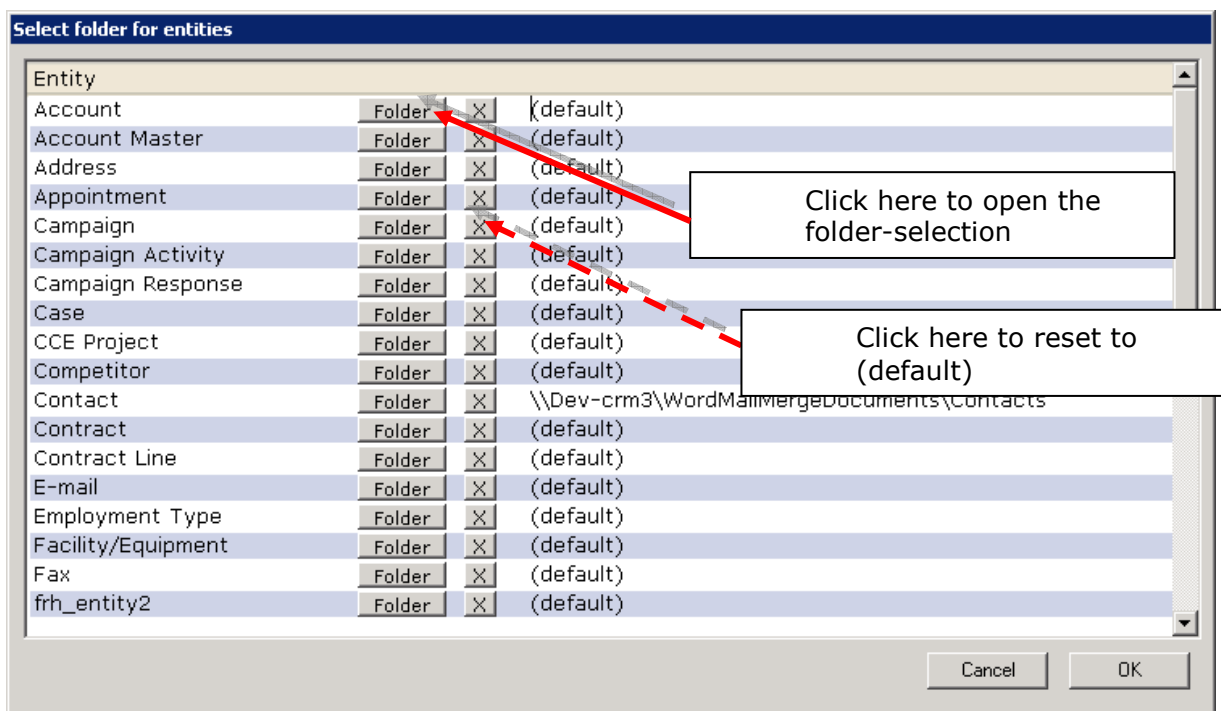 Select folder for entities
Entity
Account Folder X (default)
Account Master Folder X (default)
Address Folder X (default)
Appointment Folder X (default)
Click here to open the
folder-selection
Campaign Folder X (default)
Campaign Activity Folder X (default)
Campaign Response Folder X (default)
Case Folder X (default)
CCE Project Folder X (default)
Click here to reset to
(default)
Competitor Folder X (default)
Contact Folder X \\Dev-crm3\WordMailMergeDocuments\Contacts
Contract Folder X (default)
Contract Line Folder X (default)
E-mail Folder X (default)
Employment Type Folder X (default)
Facility/Equipment Folder X (default)
Fax Folder X (default)
frh_entity2 Folder X (default)
Cancel OK